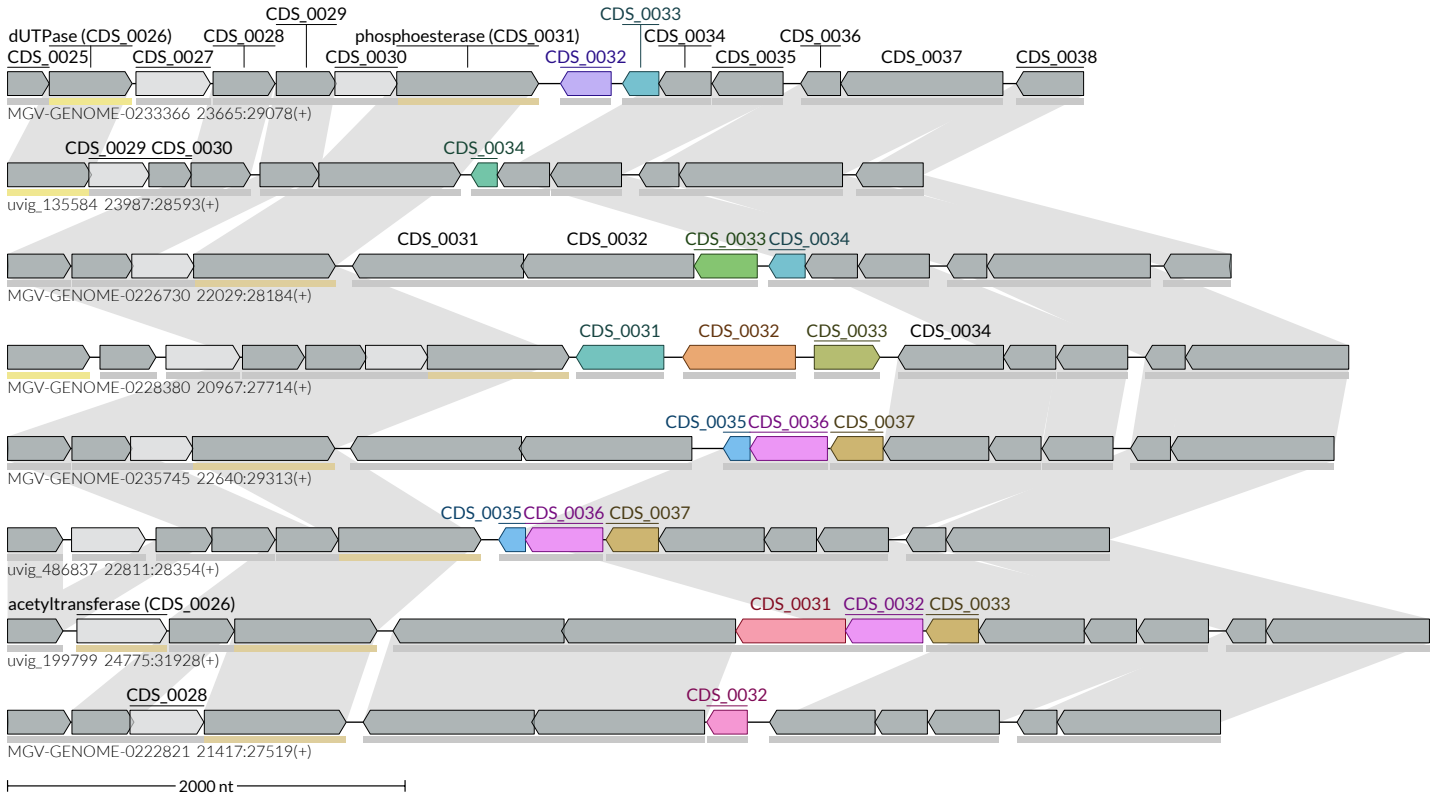 CDS_0029 CDS_0033
dUTPase (CDS_0026) CDS_0028 phosphoesterase (CDS_0031) CDS_0034 CDS_0036
CDS_0025 CDS_0027 CDS_0030 CDS_0032 CDS_0035 CDS_0037 CDS_0038
MGV-GENOME-0233366 23665:29078(+)
CDS_0029 CDS_0030 CDS_0034
uvig_135584 23987:28593(+)
CDS_0031 CDS_0032 CDS_0033 CDS_0034
MGV-GENOME-0226730 22029:28184(+)
CDS_0031 CDS_0032 CDS_0033 CDS_0034
MGV-GENOME-0228380 20967:27714(+)
CDS_0035 CDS_0036 CDS_0037
MGV-GENOME-0235745 22640:29313(+)
CDS_0035 CDS_0036 CDS_0037
uvig_486837 22811:28354(+)
acetyltransferase (CDS_0026) CDS_0031 CDS_0032 CDS_0033
uvig_199799 24775:31928(+)
CDS_0028 CDS_0032
MGV-GENOME-0222821 21417:27519(+)
2000 nt